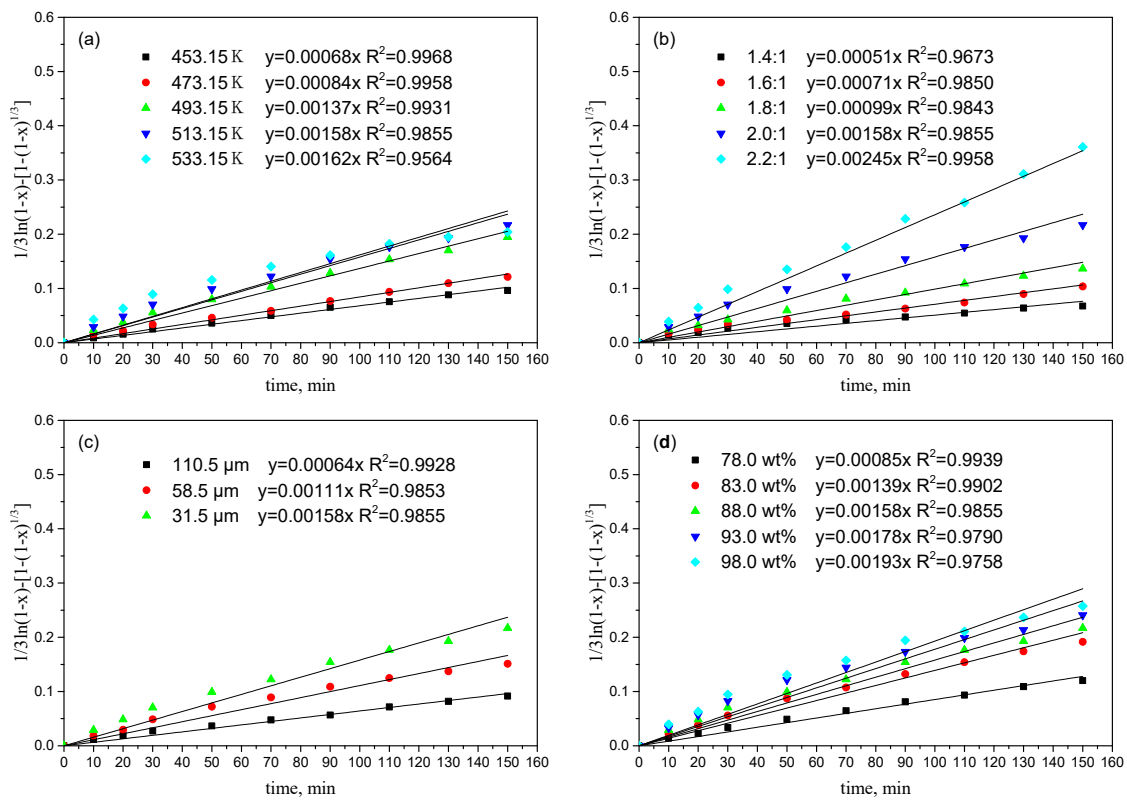 (a)
453.15 K y=0.00068x R²=0.9968
473.15 K y=0.00084x R²=0.9958
493.15 K y=0.00137x R²=0.9931
513.15 K y=0.00158x R²=0.9855
533.15 K y=0.00162x R²=0.9564
1/3ln(1-x)-[1-(1-x)^1/3]
0.6
0.5
0.4
0.3
0.2
0.1
0.0
0 10 20 30 40 50 60 70 80 90 100 110 120 130 140 150 160
time, min
(b)
1.4:1 y=0.00051x R²=0.9673
1.6:1 y=0.00071x R²=0.9850
1.8:1 y=0.00099x R²=0.9843
2.0:1 y=0.00158x R²=0.9855
2.2:1 y=0.00245x R²=0.9958
1/3ln(1-x)-[1-(1-x)^1/3]
0.6
0.5
0.4
0.3
0.2
0.1
0.0
0 10 20 30 40 50 60 70 80 90 100 110 120 130 140 150 160
time, min
(c)
110.5 μm y=0.00064x R²=0.9928
58.5 μm y=0.00111x R²=0.9853
31.5 μm y=0.00158x R²=0.9855
1/3ln(1-x)-[1-(1-x)^1/3]
0.6
0.5
0.4
0.3
0.2
0.1
0.0
0 10 20 30 40 50 60 70 80 90 100 110 120 130 140 150 160
time, min
(d)
78.0 wt% y=0.00085x R²=0.9939
83.0 wt% y=0.00139x R²=0.9902
88.0 wt% y=0.00158x R²=0.9855
93.0 wt% y=0.00178x R²=0.9790
98.0 wt% y=0.00193x R²=0.9758
1/3ln(1-x)-[1-(1-x)^1/3]
0.6
0.5
0.4
0.3
0.2
0.1
0.0
0 10 20 30 40 50 60 70 80 90 100 110 120 130 140 150 160
time, min